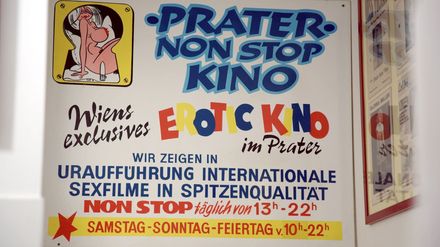 ·PRATER·
NON STOP
KINO
Wiens
exclusives
EROTIC KINO
im Prater
WIR ZEIGEN IN
URAUFFÜHRUNG INTERNATIONALE
SEXFILME IN SPITZENQUALITÄT
NON STOP täglich von 13h-22h
SAMSTAG-SONNTAG-FEIERTAG v. 10h-22h